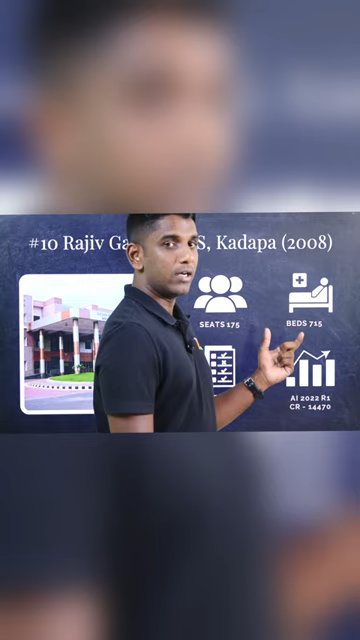 #10 Rajiv S, Kadapa (2008)
SEATS 175
BEDS 715
AI 2022 R1
CR - 14470